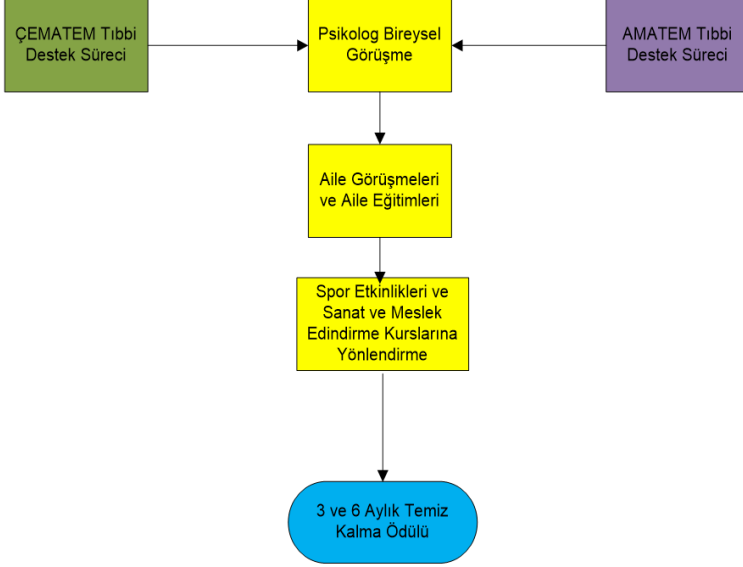 ÇEMATEM Tıbbi
Destek Süreci
Psikolog Bireysel
Görüşme
AMATEM Tıbbi
Destek Süreci
Aile Görüşmeleri
ve Aile Eğitimleri
Spor Etkinlikleri ve
Sanat ve Meslek
Edindirme Kurslarına
Yönlendirme
3 ve 6 Aylık Temiz
Kalma Ödülü